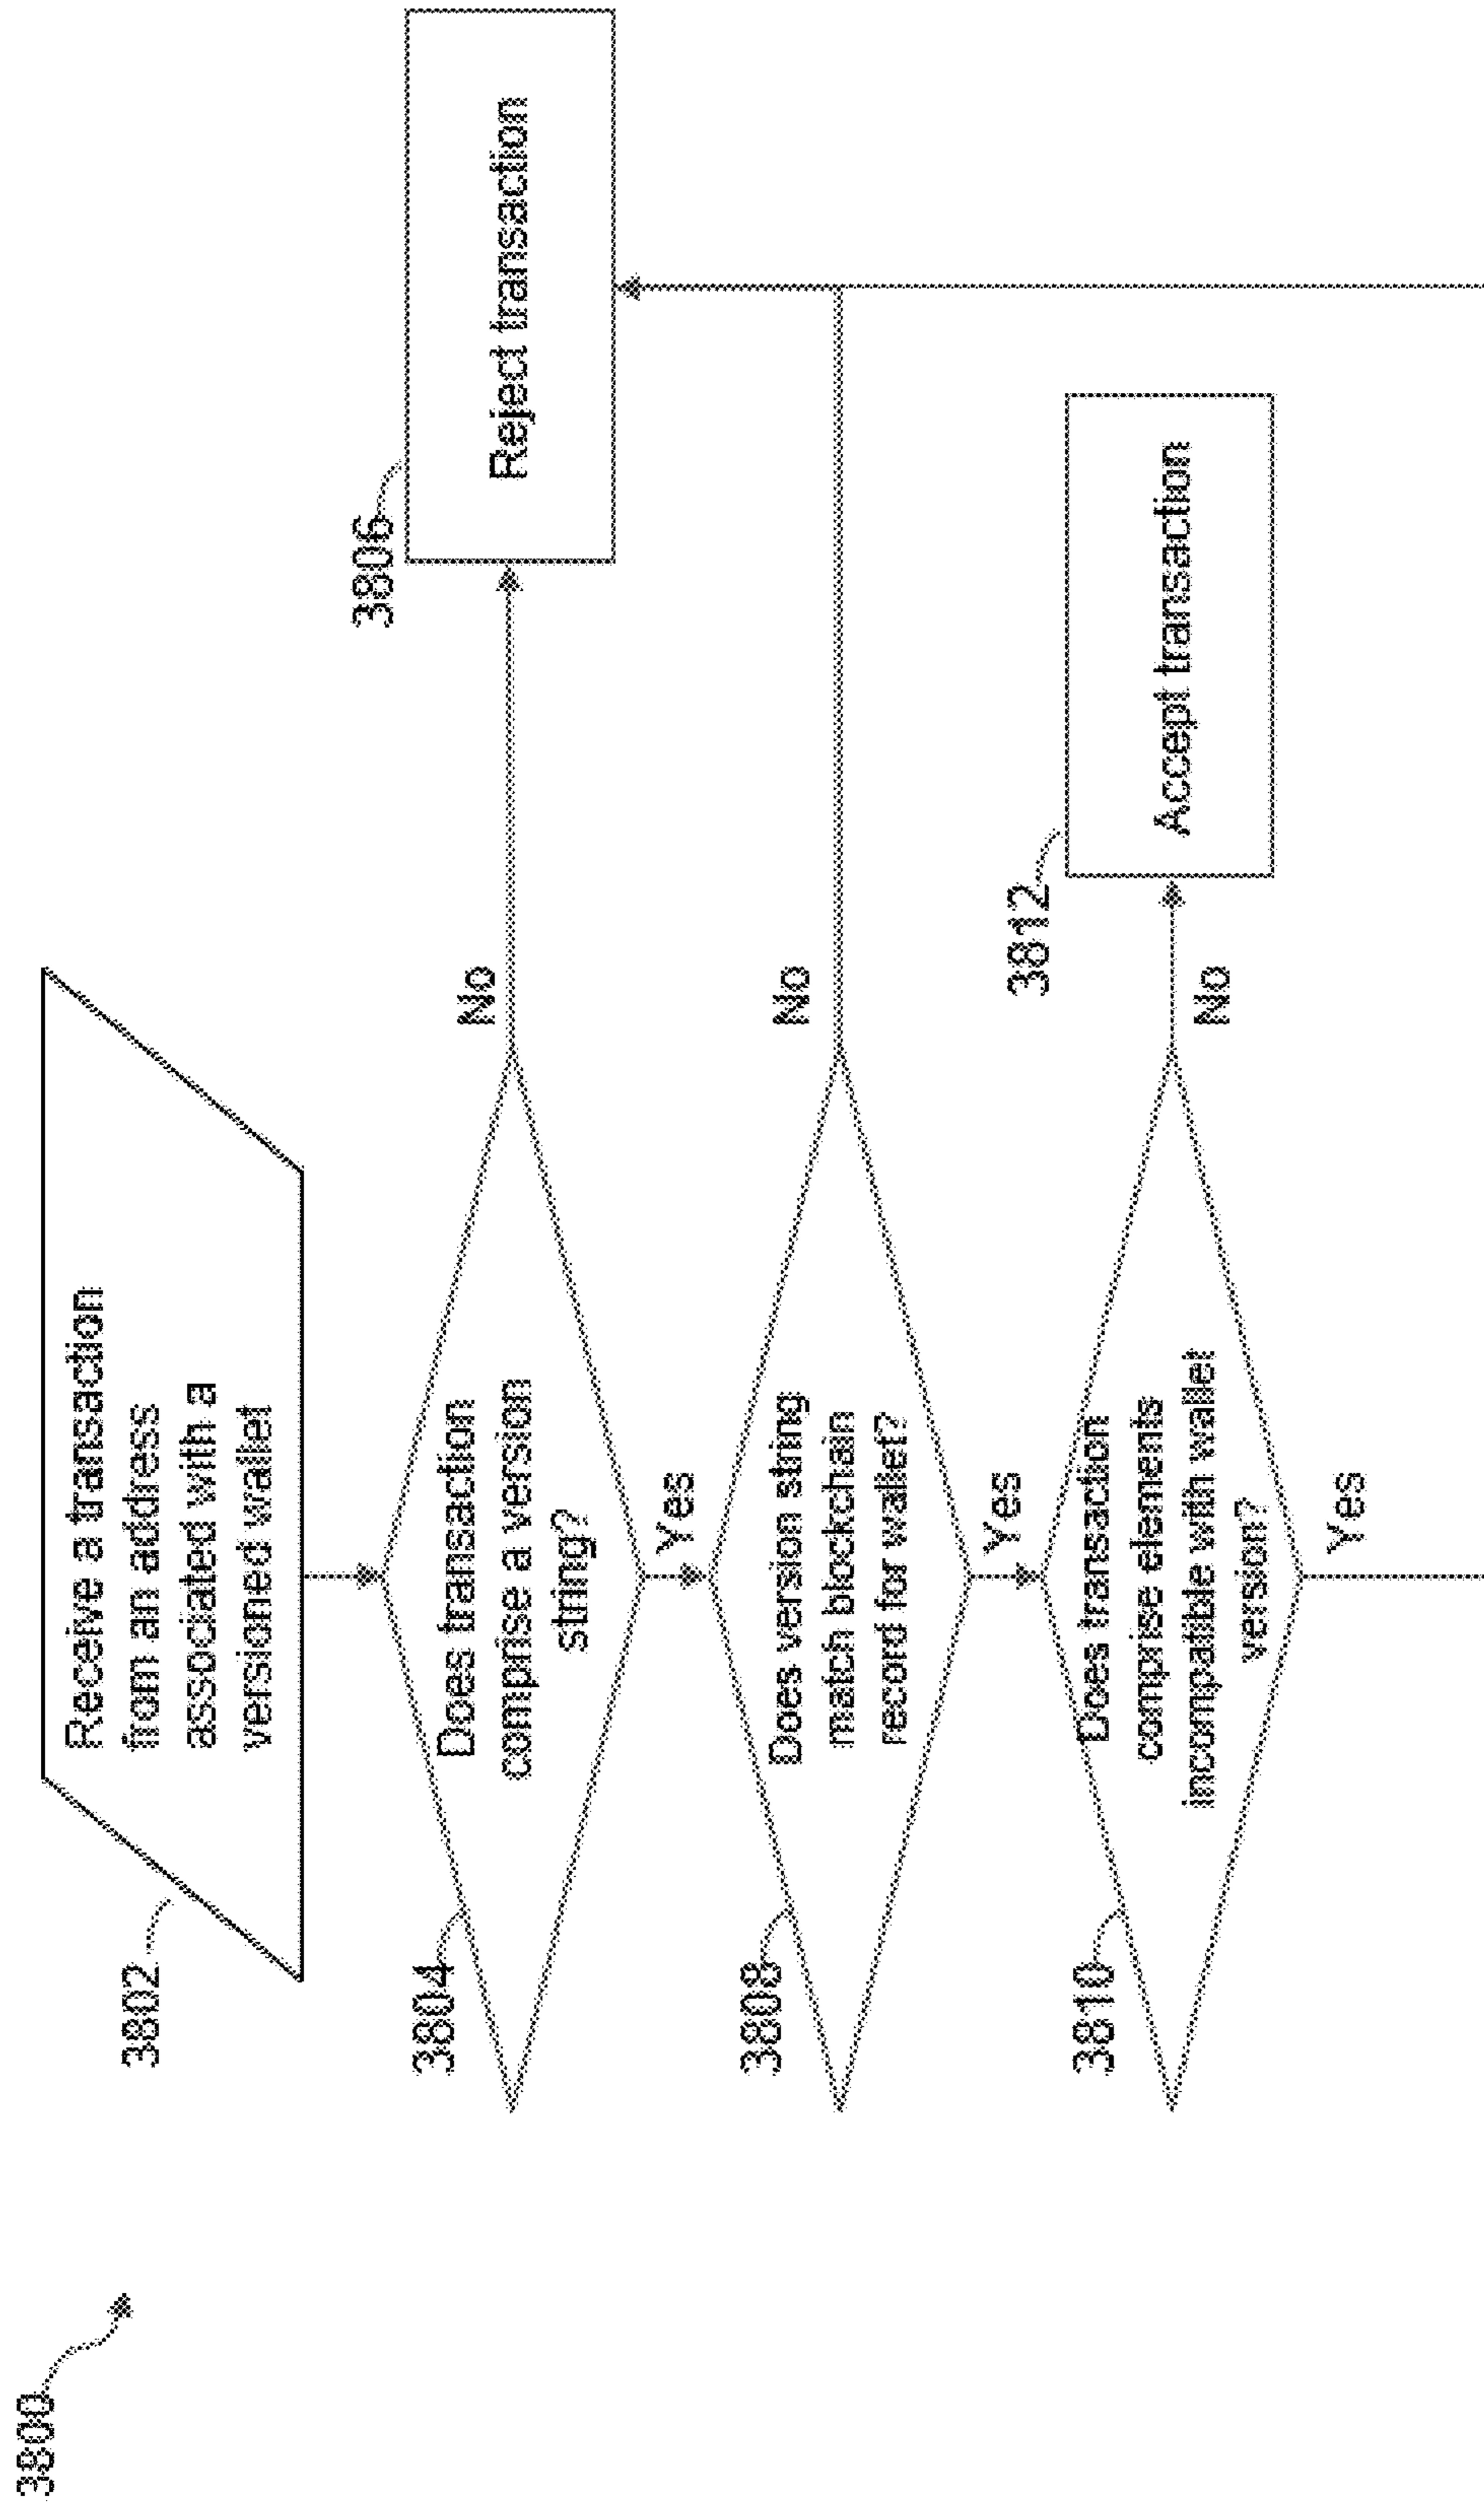 3800
3802
Receive a transaction
from an address
associated with a
versioned wallet
3804
Does transaction
comprise a version
string?
No
3806
Reject transaction
Yes
3808
Does version string
match blockchain
record for wallet?
No
Yes
3810
Does transaction
comprise elements
incompatible with wallet
version?
No
3812
Accept transaction
Yes